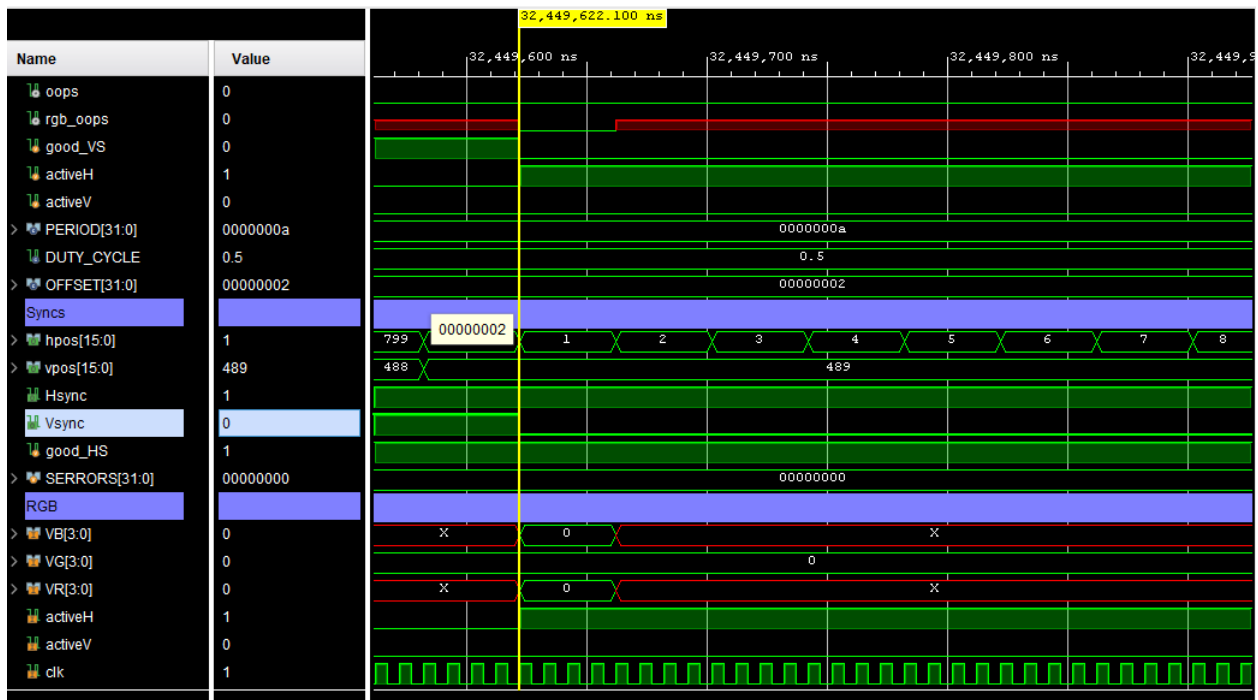 32,449,622.100 ns
Name Value
32,449,600 ns 32,449,700 ns 32,449,800 ns 32,449,9
oops 0
rgb_oops 0
good_VS 0
activeH 1
activeV 0
PERIOD[31:0] 0000000a 0000000a
DUTY_CYCLE 0.5 0.5
OFFSET[31:0] 00000002 00000002
Syncs
00000002
hpos[15:0] 1 799 1 2 3 4 5 6 7 8
vpos[15:0] 489 488 489
Hsync 1
Vsync 0
good_HS 1
SERRORS[31:0] 00000000 00000000
RGB
VB[3:0] 0 X 0 X
VG[3:0] 0 0
VR[3:0] 0 X 0 X
activeH 1
activeV 0
clk 1